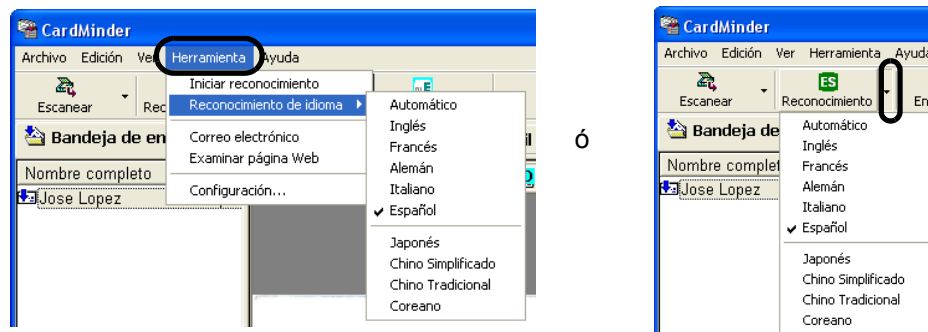 CardMinder
Archivo Edición Ver Herramienta Ayuda
Escanear
Iniciar reconocimiento
Reconocimiento de idioma
Correo electrónico
Examinar página Web
Configuración...
Bandeja de en
Nombre completo
Jose Lopez
Automático
Inglés
Francés
Alemán
Italiano
Español
Japonés
Chino Simplificado
Chino Tradicional
Coreano
ó
CardMinder
Archivo Edición Ver Herramienta Ayuda
Escanear Reconocimiento En
ES
Bandeja de
Nombre complet
Jose Lopez
Automático
Inglés
Francés
Alemán
Italiano
Español
Japonés
Chino Simplificado
Chino Tradicional
Coreano